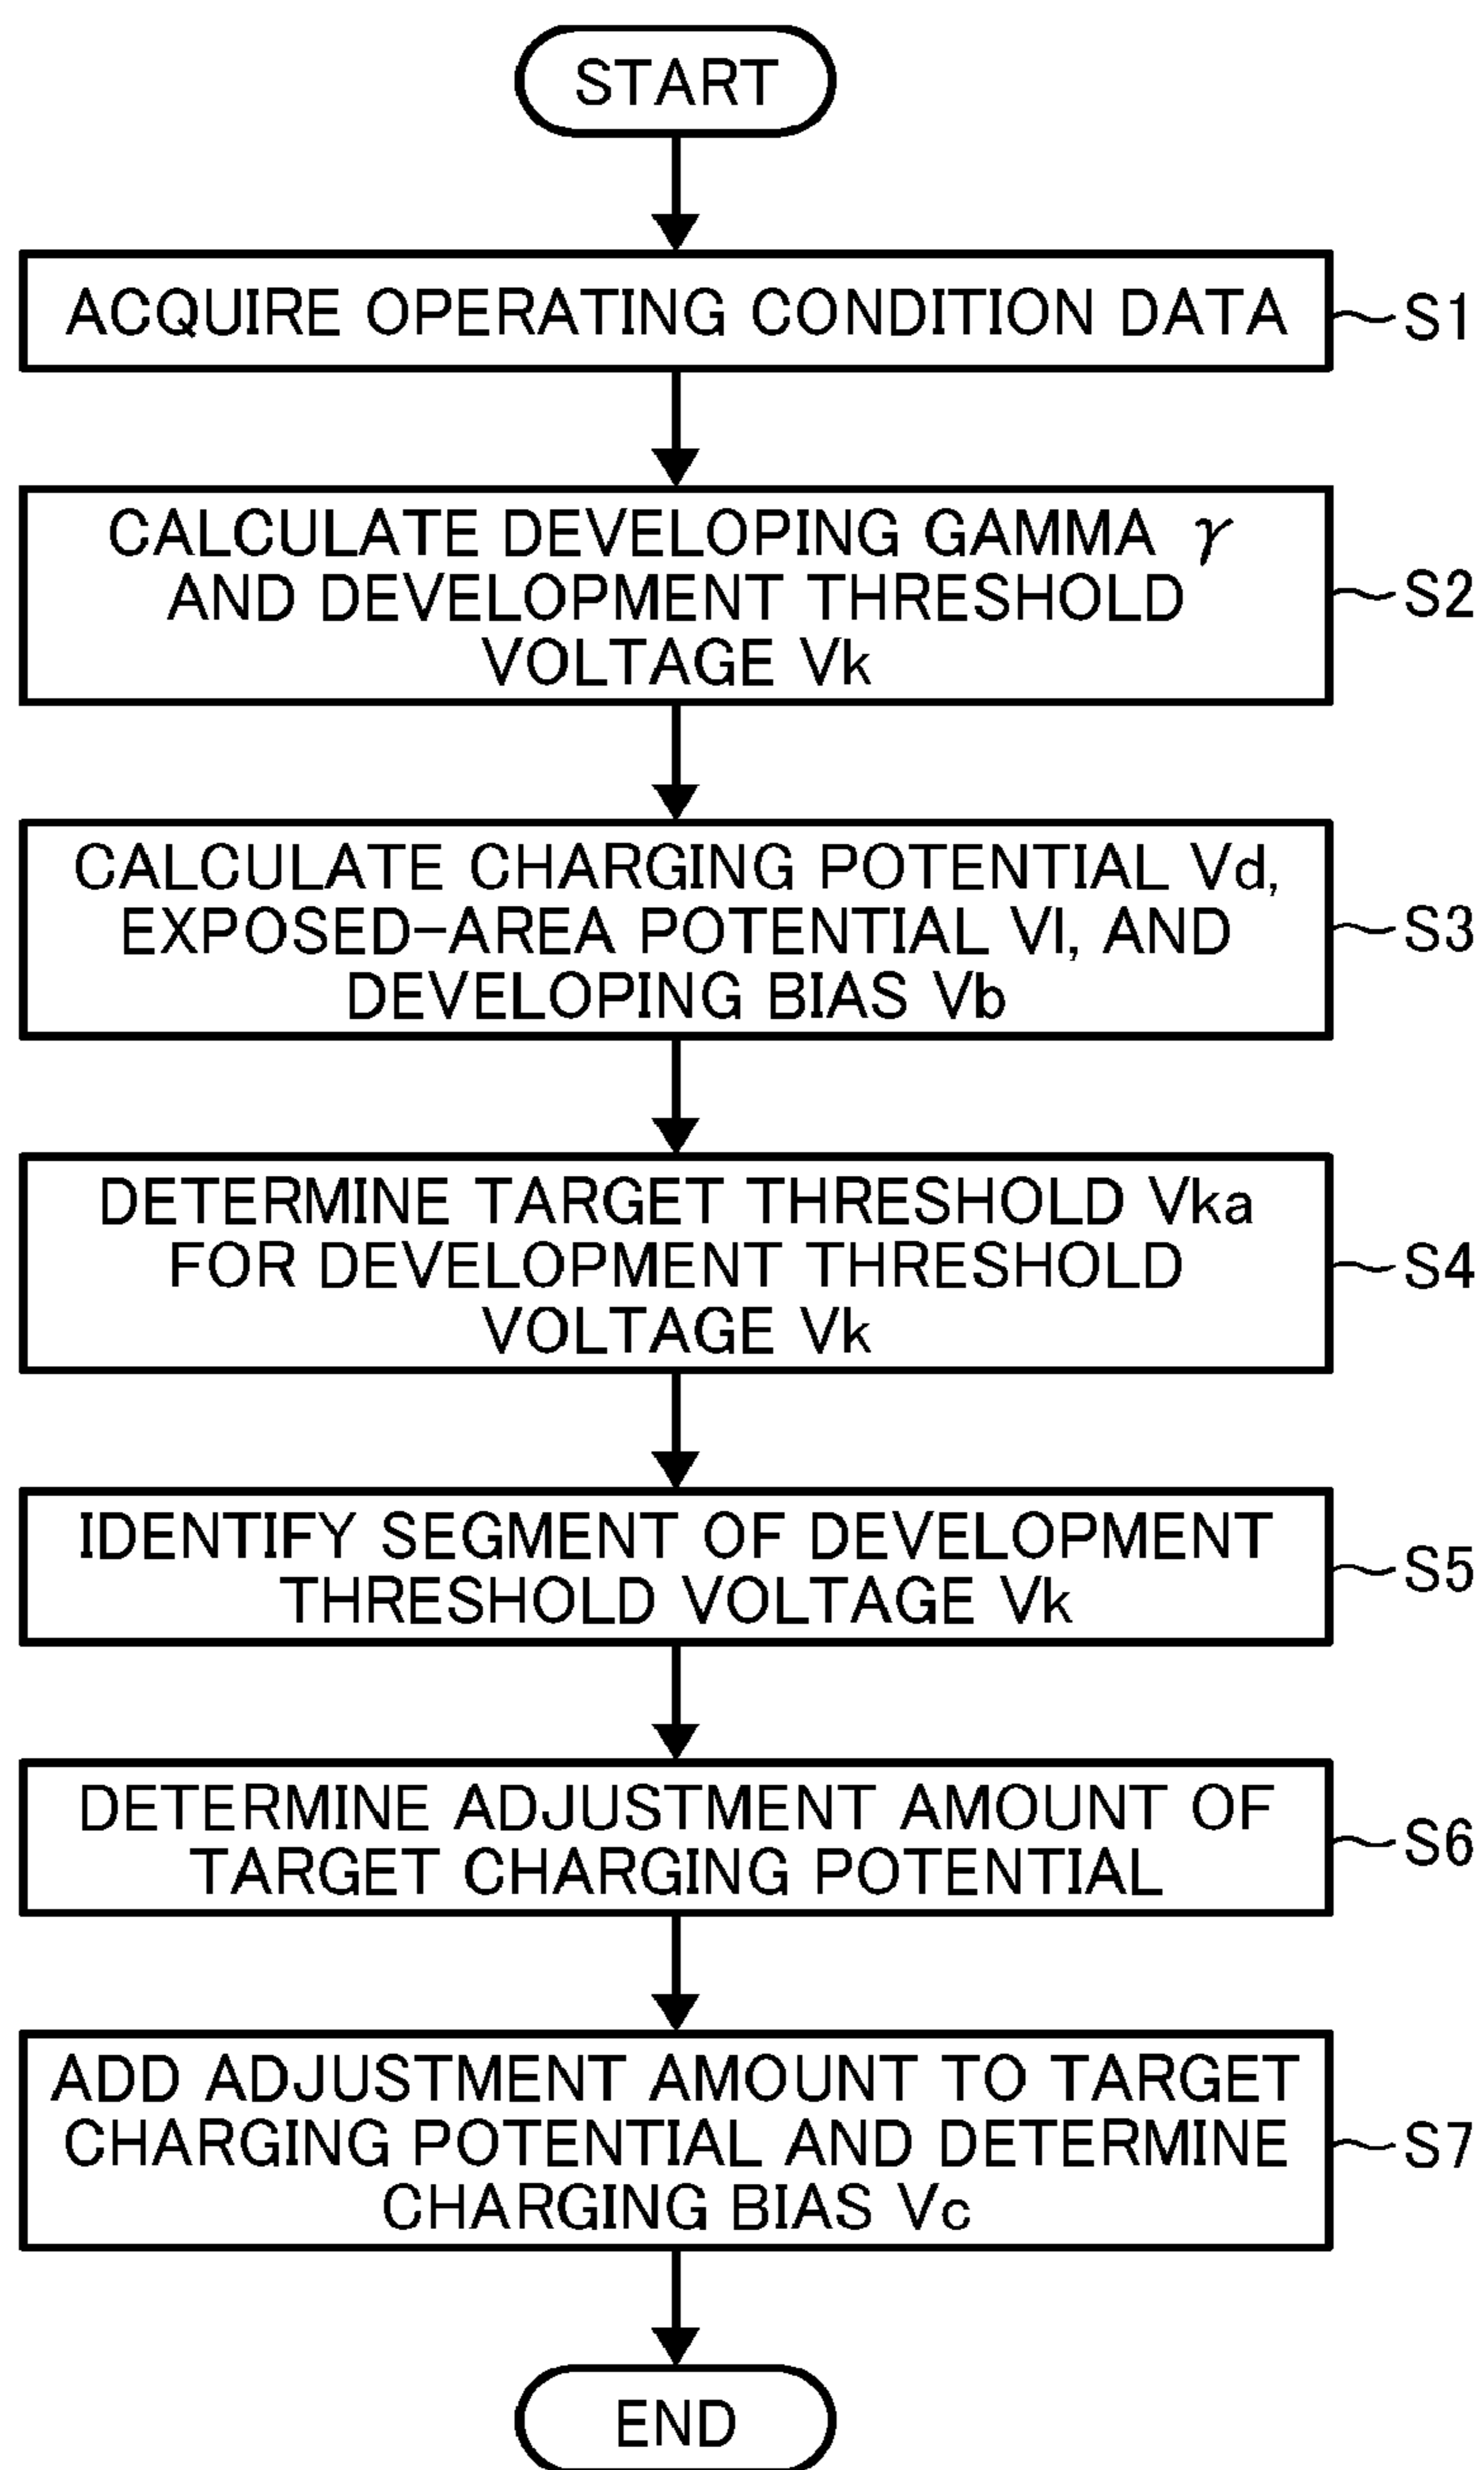 START
ACQUIRE OPERATING CONDITION DATA
S1
CALCULATE DEVELOPING GAMMA γ
AND DEVELOPMENT THRESHOLD
VOLTAGE Vk
S2
CALCULATE CHARGING POTENTIAL Vd,
EXPOSED-AREA POTENTIAL Vl, AND
DEVELOPING BIAS Vb
S3
DETERMINE TARGET THRESHOLD Vka
FOR DEVELOPMENT THRESHOLD
VOLTAGE Vk
S4
IDENTIFY SEGMENT OF DEVELOPMENT
THRESHOLD VOLTAGE Vk
S5
DETERMINE ADJUSTMENT AMOUNT OF
TARGET CHARGING POTENTIAL
S6
ADD ADJUSTMENT AMOUNT TO TARGET
CHARGING POTENTIAL AND DETERMINE
CHARGING BIAS Vc
S7
END